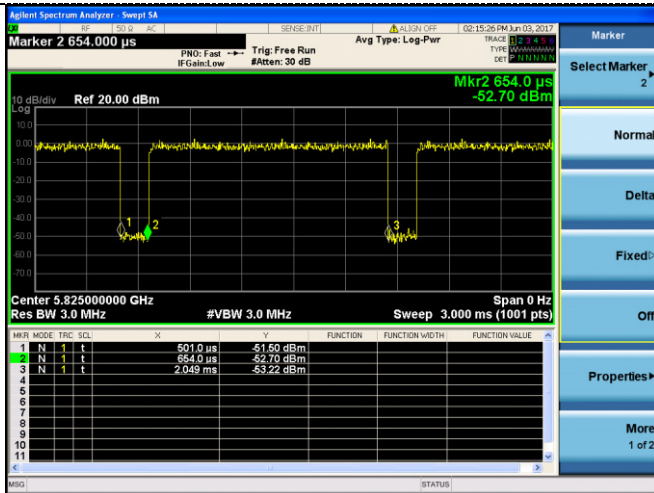 Agilent Spectrum Analyzer - Swept SA
RF 50 Ω AC SENSE:INT ALIGN OFF 02:15:26 PM Jun 03, 2017
Marker 2 654.000 µs
PNO: Fast Trig: Free Run
IFGain:Low #Atten: 30 dB
Avg Type: Log-Pwr
TRACE 1 2 3 4 5 6
TYPE
DET P N N N N N
Mkr2 654.0 µs
-52.70 dBm
10 dB/div Ref 20.00 dBm
Log
10.0
0.00
-10.0
-20.0
-30.0
-40.0
-50.0
-60.0
-70.0
1
2
3
Center 5.825000000 GHz Span 0 Hz
Res BW 3.0 MHz #VBW 3.0 MHz Sweep 3.000 ms (1001 pts)
MKR MODE TRC SCL X Y FUNCTION FUNCTION WIDTH FUNCTION VALUE
1 N 1 t 501.0 µs -51.50 dBm
2 N 1 t 654.0 µs -52.70 dBm
3 N 1 t 2.049 ms -53.22 dBm
4
5
6
7
8
9
10
11
MSG STATUS
Marker
Select Marker
2
Normal
Delta
Fixed
Off
Properties
More
1 of 2